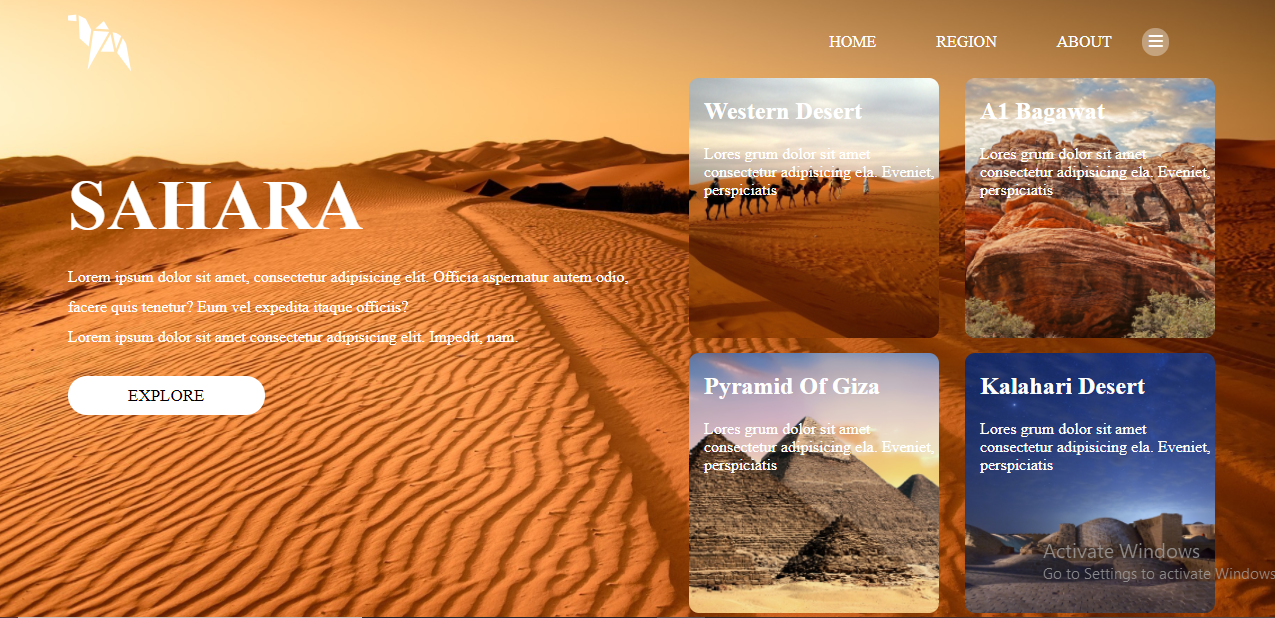 HOME REGION ABOUT
SAHARA
Lorem ipsum dolor sit amet, consectetur adipisicing elit. Officia aspernatur autem odio,
facere quis tenetur? Eum vel expedita itaque officiis?
Lorem ipsum dolor sit amet consectetur adipisicing elit. Impedit, nam.
EXPLORE
Western Desert
Lores grum dolor sit amet
consectetur adipisicing ela. Eveniet,
perspiciatis
A1 Bagawat
Lores grum dolor sit amet
consectetur adipisicing ela. Eveniet,
perspiciatis
Pyramid Of Giza
Lores grum dolor sit amet
consectetur adipisicing ela. Eveniet,
perspiciatis
Kalahari Desert
Lores grum dolor sit amet
consectetur adipisicing ela. Eveniet,
perspiciatis
Activate Windows
Go to Settings to activate Windows